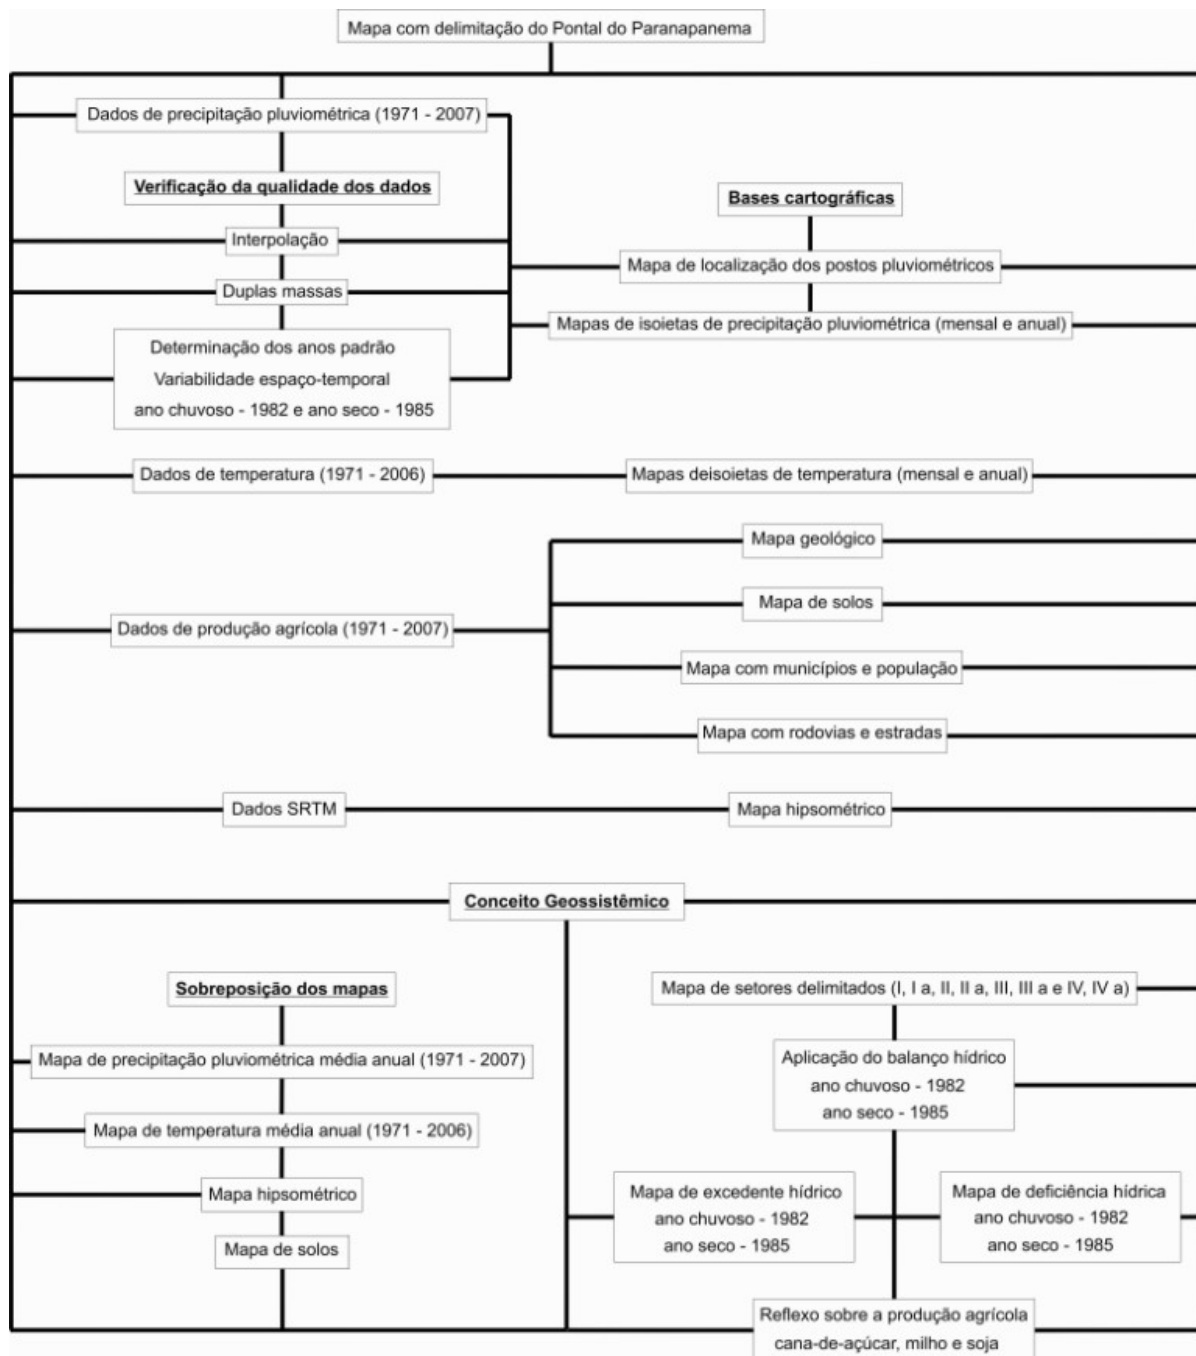 Mapa com delimitação do Pontal do Paranapanema
Dados de precipitação pluviométrica (1971 - 2007)
Verificação da qualidade dos dados
Interpolação
Duplas massas
Determinação dos anos padrão
Variabilidade espaço-temporal
ano chuvoso - 1982 e ano seco - 1985
Bases cartográficas
Mapa de localização dos postos pluviométricos
Mapas de isoietas de precipitação pluviométrica (mensal e anual)
Dados de temperatura (1971 - 2006)
Mapas deisoietas de temperatura (mensal e anual)
Dados de produção agrícola (1971 - 2007)
Mapa geológico
Mapa de solos
Mapa com municípios e população
Mapa com rodovias e estradas
Dados SRTM
Mapa hipsométrico
Conceito Geossistêmico
Sobreposição dos mapas
Mapa de precipitação pluviométrica média anual (1971 - 2007)
Mapa de temperatura média anual (1971 - 2006)
Mapa hipsométrico
Mapa de solos
Mapa de setores delimitados (I, I a, II, II a, III, III a e IV, IV a)
Aplicação do balanço hídrico
ano chuvoso - 1982
ano seco - 1985
Mapa de excedente hídrico
ano chuvoso - 1982
ano seco - 1985
Mapa de deficiência hídrica
ano chuvoso - 1982
ano seco - 1985
Reflexo sobre a produção agrícola
cana-de-açúcar, milho e soja